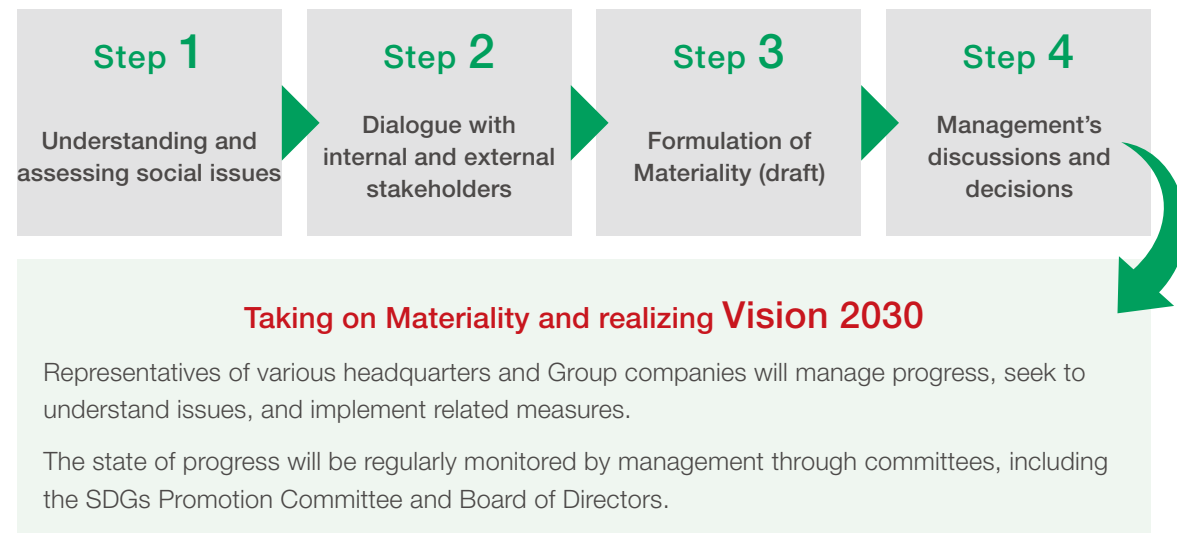 Step 1
Understanding and
assessing social issues
Step 2
Dialogue with
internal and external
stakeholders
Step 3
Formulation of
Materiality (draft)
Step 4
Management’s
discussions and
decisions
Taking on Materiality and realizing Vision 2030
Representatives of various headquarters and Group companies will manage progress, seek to
understand issues, and implement related measures.
The state of progress will be regularly monitored by management through committees, including
the SDGs Promotion Committee and Board of Directors.